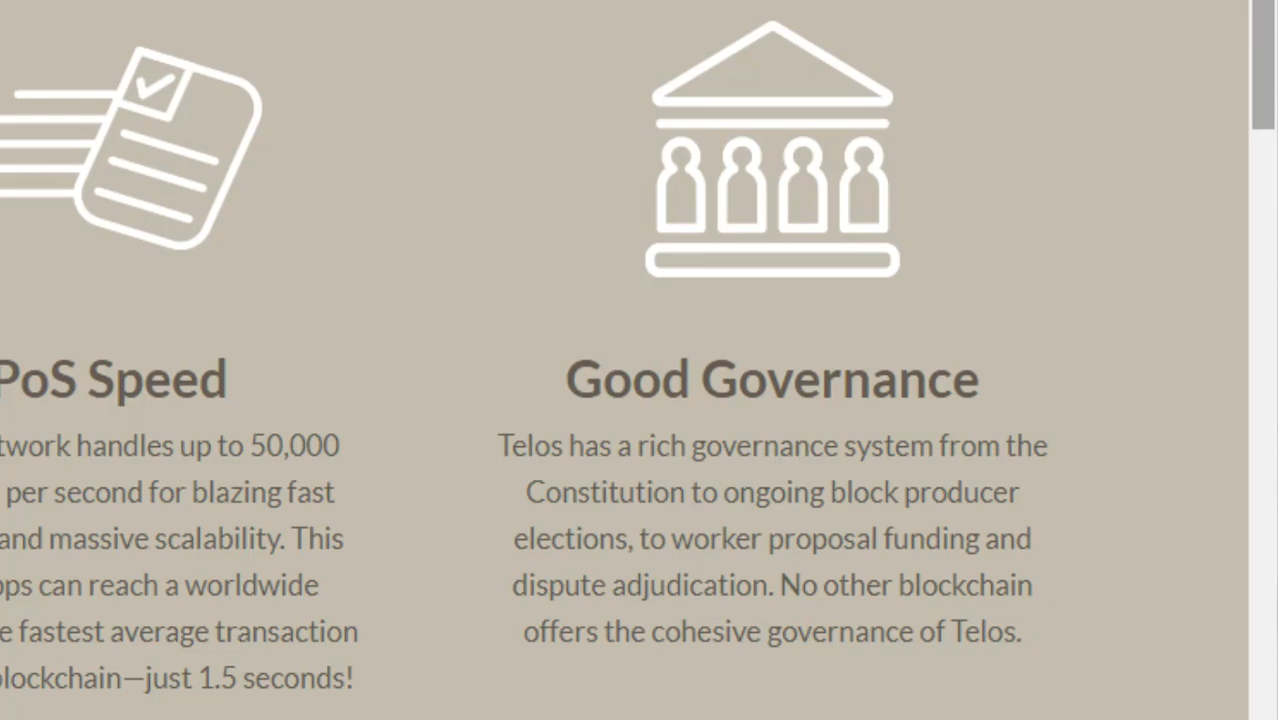 PoS Speed
twork handles up to 50,000
per second for blazing fast
and massive scalability. This
ps can reach a worldwide
e fastest average transaction
blockchain—just 1.5 seconds!
Good Governance
Telos has a rich governance system from the
Constitution to ongoing block producer
elections, to worker proposal funding and
dispute adjudication. No other blockchain
offers the cohesive governance of Telos.